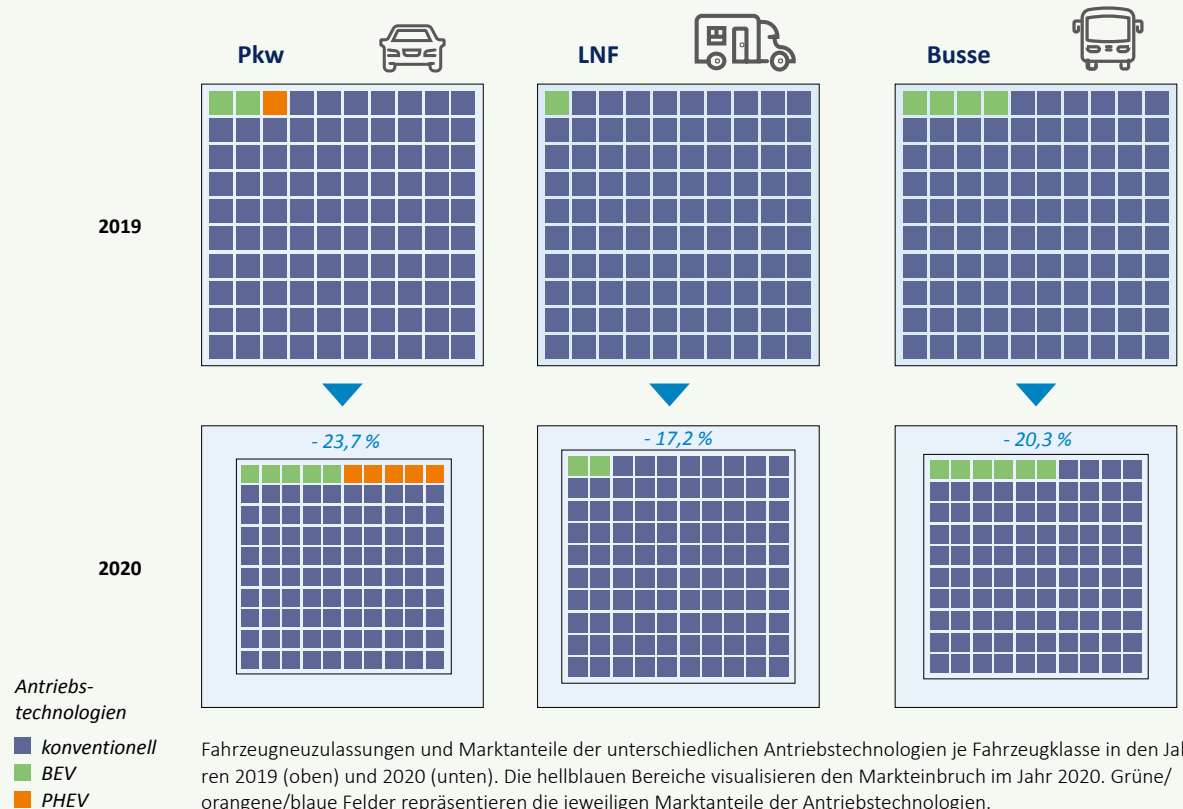 Pkw
LNF
Busse
2019
- 23,7 %
- 17,2 %
- 20,3 %
2020
Antriebs-
technologien
konventionell
BEV
PHEV
Fahrzeugneuzulassungen und Marktanteile der unterschiedlichen Antriebstechnologien je Fahrzeugklasse in den Jah
ren 2019 (oben) und 2020 (unten). Die hellblauen Bereiche visualisieren den Markteinbruch im Jahr 2020. Grüne/
orangene/blaue Felder repräsentieren die jeweiligen Marktanteile der Antriebstechnologien.